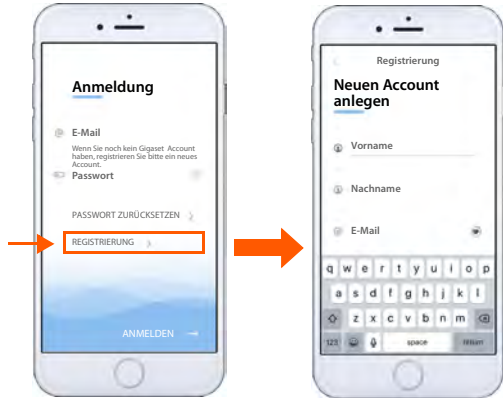 Anmeldung
E-Mail
Wenn Sie noch kein Gigaset Account
haben, registrieren Sie bitte ein neues
Account.
Passwort
PASSWORT ZURÜCKSETZEN
REGISTRIERUNG
ANMELDEN
Registrierung
Neuen Account
anlegen
Vorname
Nachname
E-Mail
q w e r t y u i o p
a s d f g h j k l
z x c v b n m
123 space return